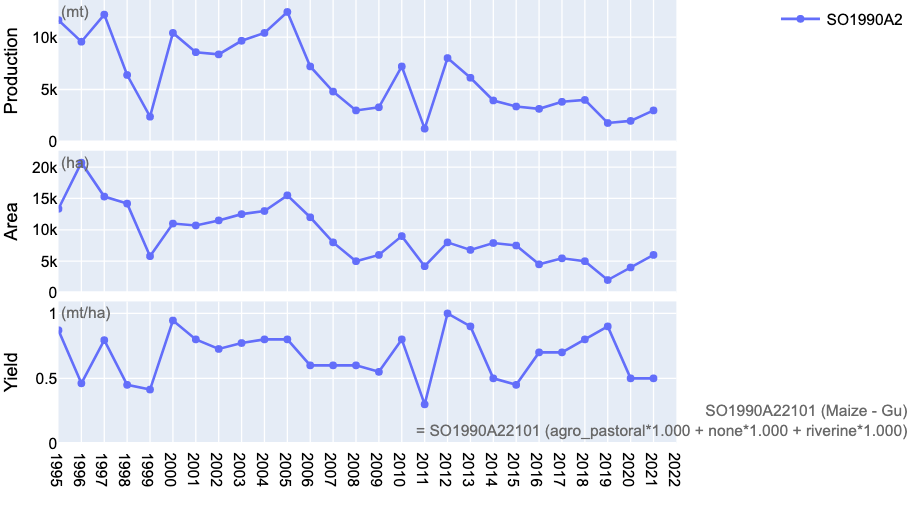 (mt)
SO1990A2
Production
10k
5k
0
(ha)
Area
20k
15k
10k
5k
0
(mt/ha)
Yield
1
0.5
0
SO1990A22101 (Maize - Gu)
= SO1990A22101 (agro_pastoral*1.000 + none*1.000 + riverine*1.000)
1995
1996
1997
1998
1999
2000
2001
2002
2003
2004
2005
2006
2007
2008
2009
2010
2011
2012
2013
2014
2015
2016
2017
2018
2019
2020
2021
2022